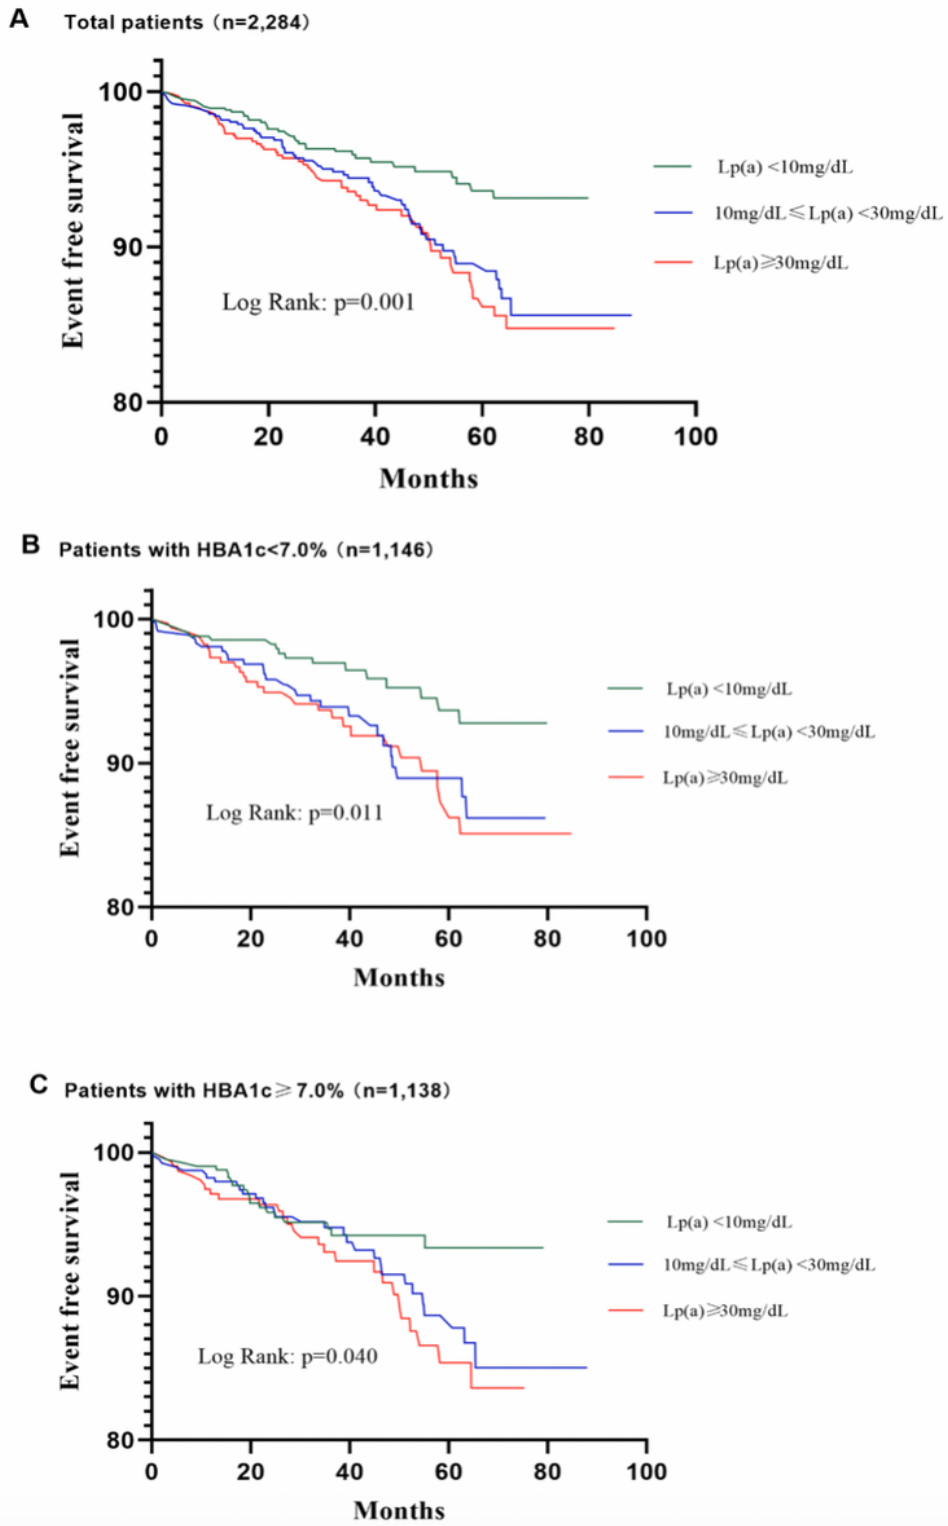 A Total patients (n=2,284)
100
90
80
Event free survival
Log Rank: p=0.001
Lp(a) <10mg/dL
10mg/dL≤Lp(a) <30mg/dL
Lp(a)≥30mg/dL
0 20 40 60 80 100
Months
B Patients with HBA1c<7.0% (n=1,146)
100
90
80
Event free survival
Log Rank: p=0.011
Lp(a) <10mg/dL
10mg/dL≤Lp(a) <30mg/dL
Lp(a)≥30mg/dL
0 20 40 60 80 100
Months
C Patients with HBA1c≥7.0% (n=1,138)
100
90
80
Event free survival
Log Rank: p=0.040
Lp(a) <10mg/dL
10mg/dL≤Lp(a) <30mg/dL
Lp(a)≥30mg/dL
0 20 40 60 80 100
Months